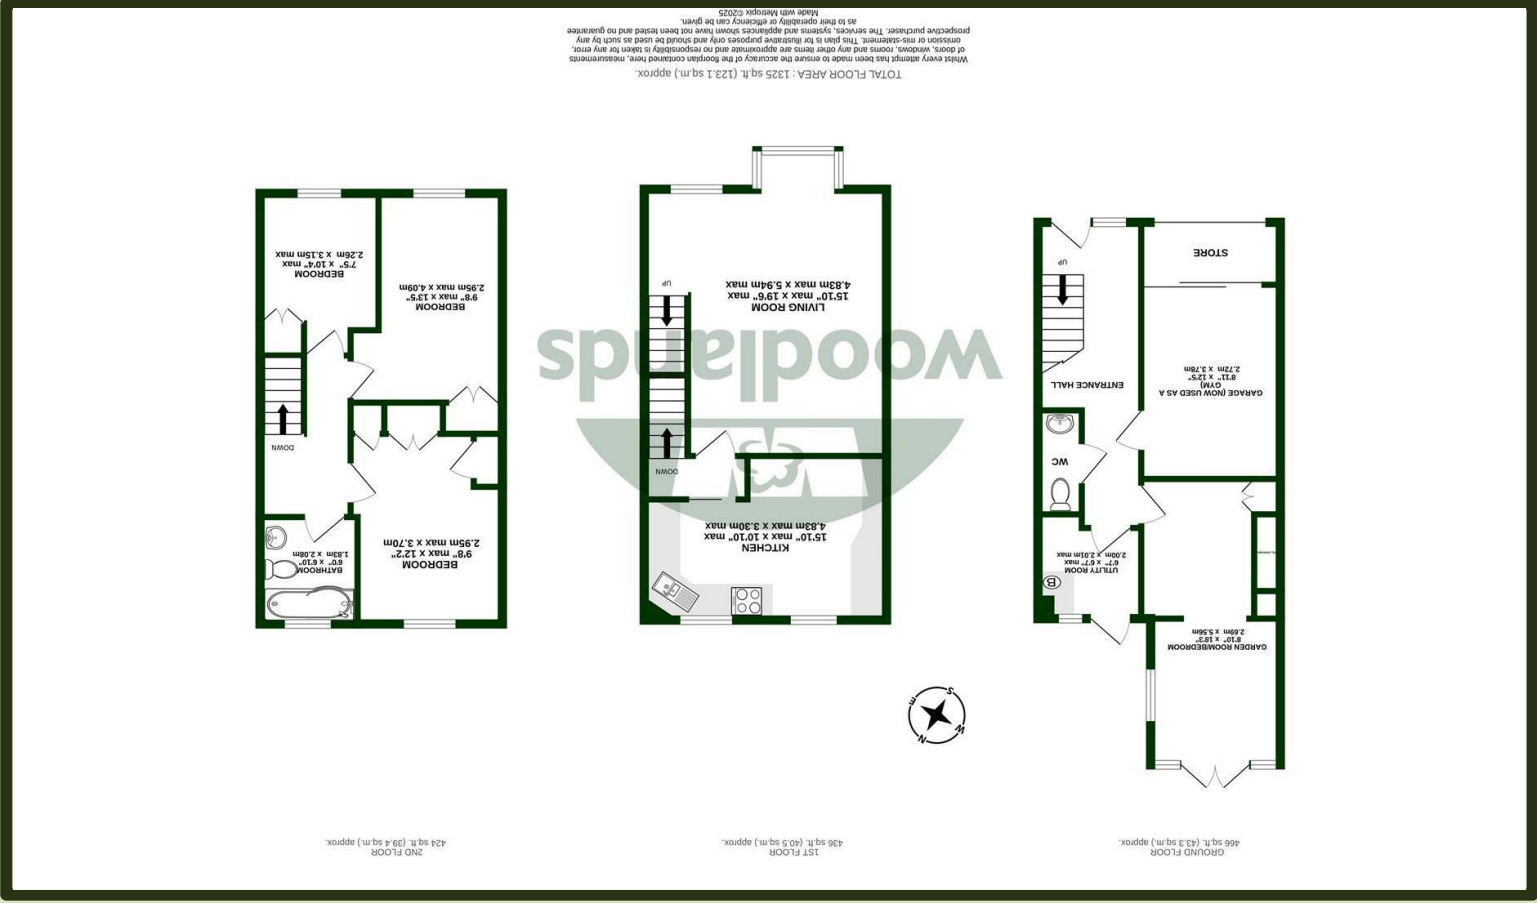 GROUND FLOOR
466 sq.ft. (43.3 sq.m.) approx.
1ST FLOOR
436 sq.ft. (40.5 sq.m.) approx.
2ND FLOOR
424 sq.ft. (39.4 sq.m.) approx.
GARDEN ROOM/BEDROOM
8'10" x 18'3"
2.69m x 5.56m
UTILITY ROOM
6'7" x 6'7" max
2.00m x 2.01m max
B
WC
ENTRANCE HALL
UP
GARAGE (NOW USED AS A
GYM)
8'11" x 12'5"
2.72m x 3.78m
STORE
N
E
S
W
KITCHEN
15'10" max x 10'10" max
4.83m max x 3.30m max
DOWN
UP
LIVING ROOM
15'10" max x 19'6" max
4.83m max x 5.94m max
woodlands
BATHROOM
6'0" x 6'10"
1.83m x 2.08m
BEDROOM
9'8" max x 12'2"
2.95m max x 3.70m
DOWN
BEDROOM
9'8" max x 13'5"
2.95m max x 4.09m
BEDROOM
7'5" x 10'4" max
2.26m x 3.15m max
TOTAL FLOOR AREA : 1325 sq.ft. (123.1 sq.m.) approx.
Whilst every attempt has been made to ensure the accuracy of the floorplan contained here, measurements
of doors, windows, rooms and any other items are approximate and no responsibility is taken for any error,
omission or mis-statement. This plan is for illustrative purposes only and should be used as such by any
prospective purchaser. The services, systems and appliances shown have not been tested and no guarantee
as to their operability or efficiency can be given.
Made with Metropix ©2025